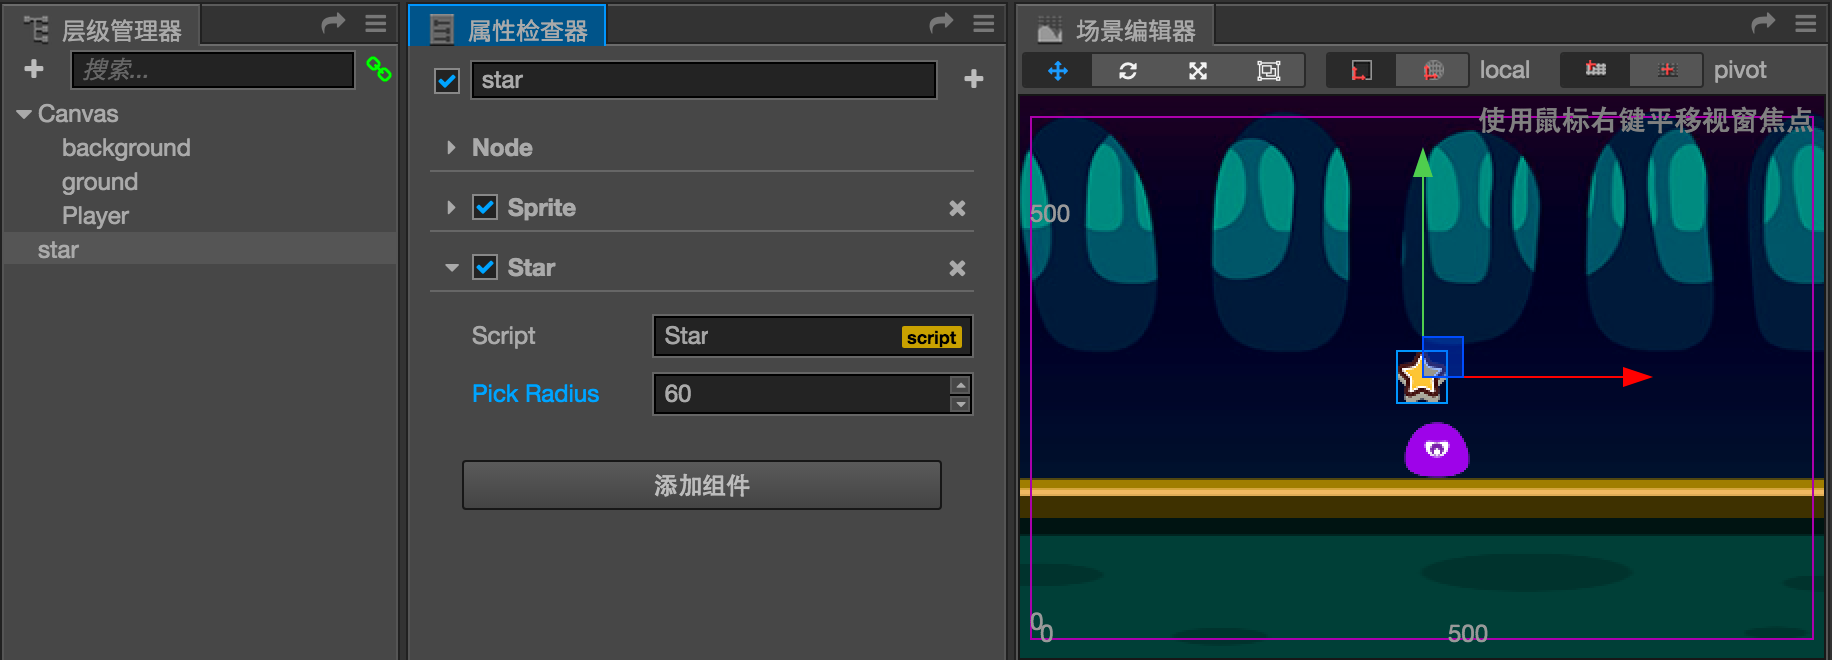 层级管理器
搜索...
Canvas
background
ground
Player
star
属性检查器
star
Node
Sprite
Star
Script
Star
script
Pick Radius
60
添加组件
场景编辑器
local
pivot
使用鼠标右键平移视窗焦点
500
0
0
500